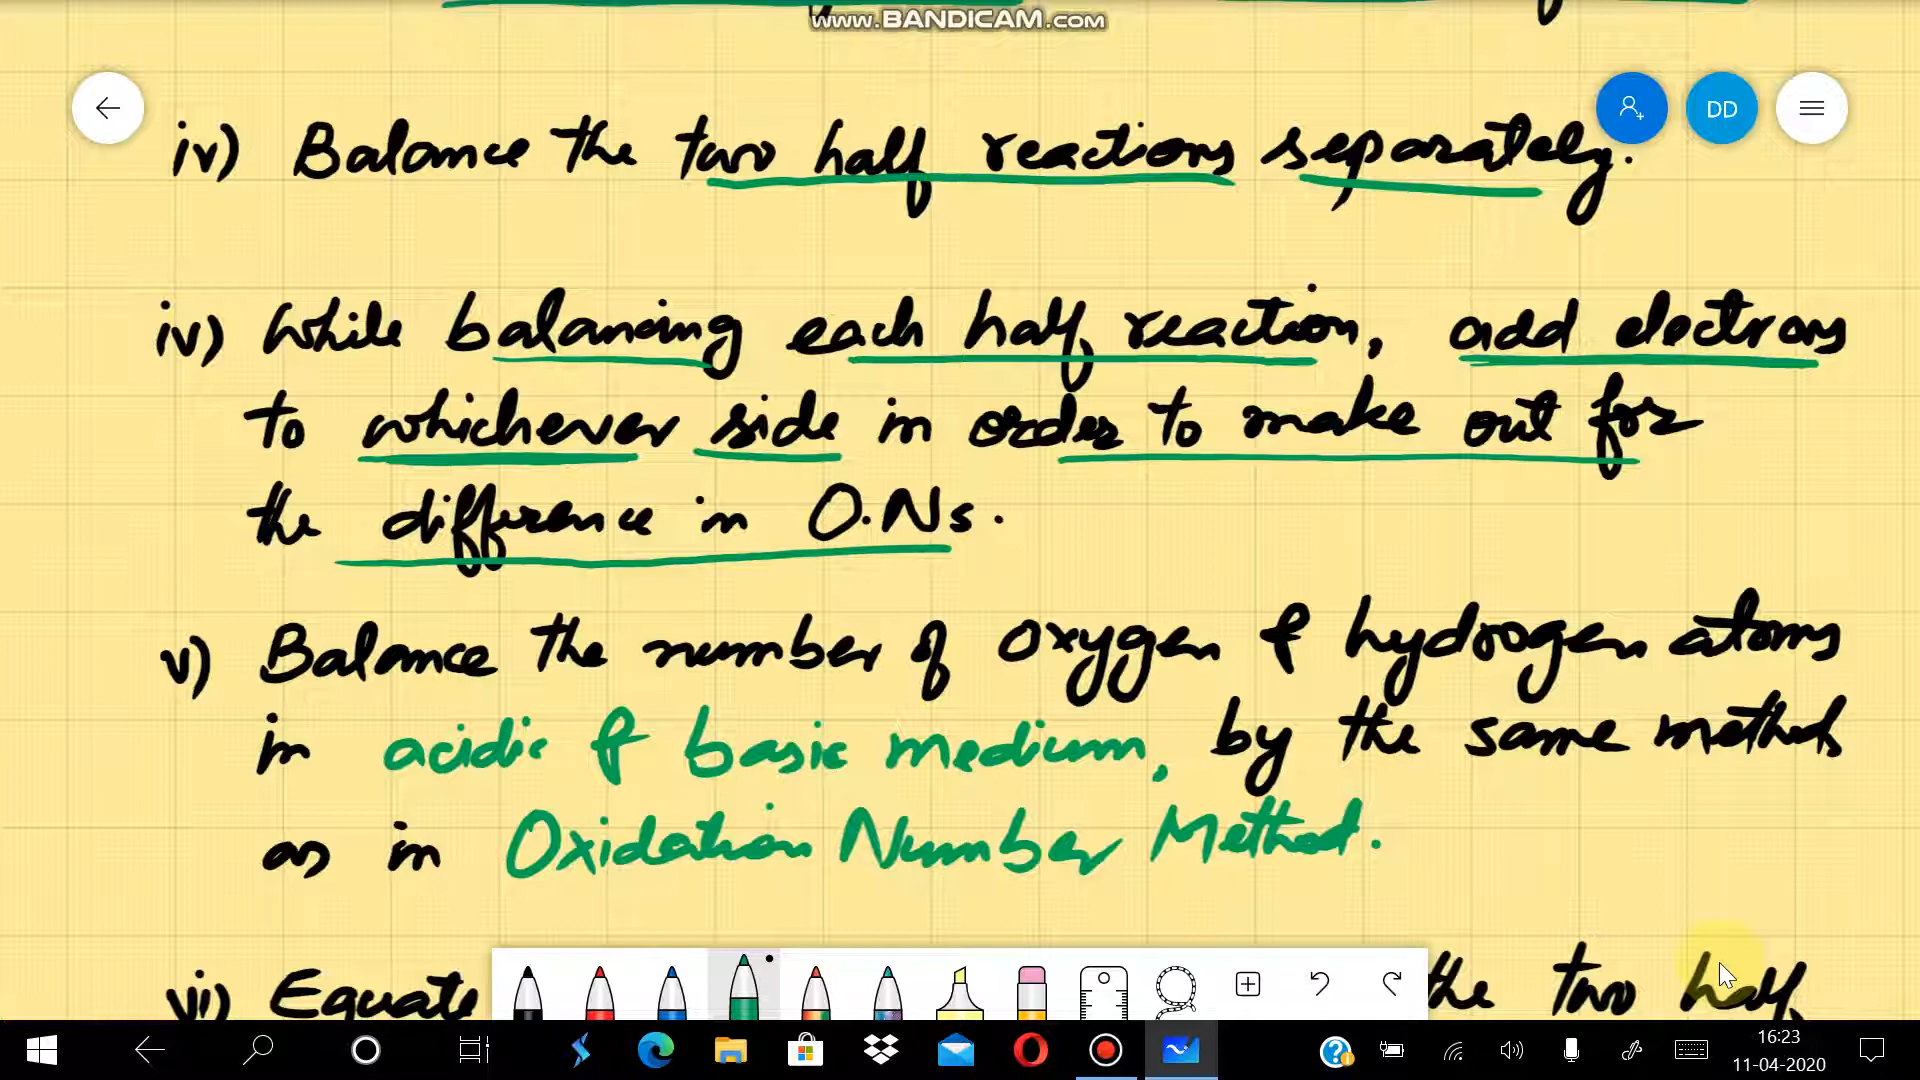 www.BANDICAM.com
DD
iv) Balance the two half reactions separately.
iv) While balancing each half reaction, add electrons
to whichever side in order to make out for
the difference in O.Ns.
v) Balance the number of oxygen & hydrogen atoms
in acidic & basic medium, by the same methods
as in Oxidation Number Method.
vi) Equate the two half
16:23
11-04-2020